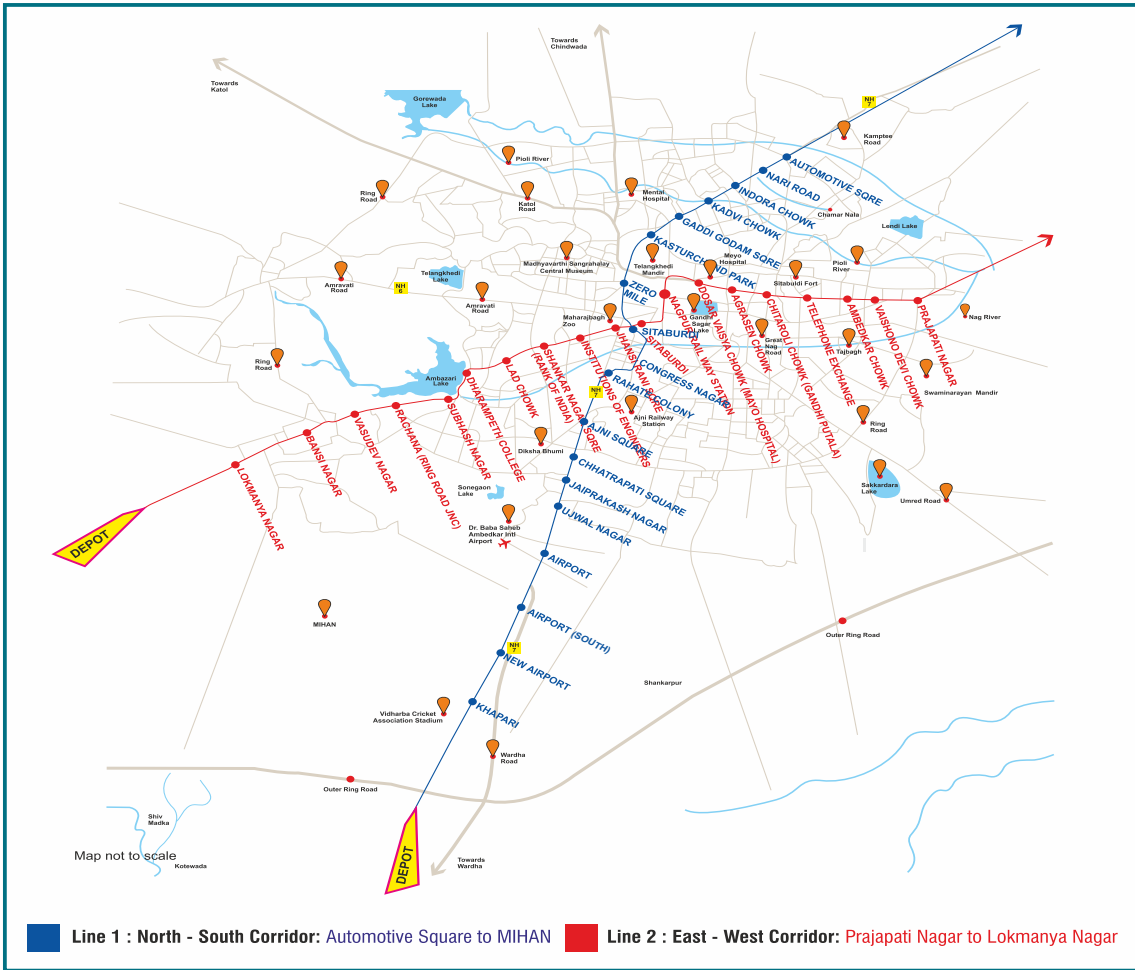 Towards
Chindwada
Towards
Katol
Gorewada
Lake
NH
7
Kamptee
Road
Pioli River
AUTOMOTIVE SQRE
NARI ROAD
Ring
Road
Katol
Road
Mental
Hospital
INDORA CHOWK
KADVI CHOWK
Chamar Nala
GADDI GODAM SQRE
Lendi Lake
KASTURCHAND PARK
Madhyavarthi Sangrahalay
Central Museum
Telangkhedi
Mandir
Meyo
Hospital
Pioli
River
Telangkhedi
Lake
Amravati
Road
NH
6
Sitabuldi Fort
ZERO
MILE
Amravati
Road
Maharajbagh
Zoo
Gandhi
Sagar
Lake
Nag River
SITABURDI
SITABURDI
NAGPUR RAIL WAY STATION
DOSAR VAISYA CHOWK (MAYO HOSPITAL)
AGRASEN CHOWK
CHITAROLI CHOWK (GANDHI PUTALA)
TELEPHONE EXCHANGE
AMBEDKAR CHOWK
VAISHONO DEVI CHOWK
PRAJAPATI NAGAR
Great
Nag
Road
Tajbagh
Ring
Road
Ambazari
Lake
JHANSI RANI SQRE
INSTITUTIONS OF ENGINEERS
SHANKAR NAGAR SQRE
(RANK OF INDIA)
LAD CHOWK
DHARAMPETH COLLEGE
SUBHASH NAGAR
RACHANA (RING ROAD JNC)
VASUDEV NAGAR
BANSI NAGAR
LOKMANYA NAGAR
CONGRESS NAGAR
RAHATE COLONY
NH
7
Swaminarayan Mandir
Ajni Railway
Station
Ring
Road
AJNI SQUARE
Diksha Bhumi
CHHATRAPATI SQUARE
JAIPRAKASH NAGAR
Sonegaon
Lake
Sakkardara
Lake
Umred Road
UJWAL NAGAR
Dr. Baba Saheb
Ambedkar Intl
Airport
DEPOT
AIRPORT
AIRPORT (SOUTH)
MIHAN
Outer Ring Road
NH
7
NEW AIRPORT
Shankarpur
KHAPARI
Vidharba Cricket
Association Stadium
Wardha
Road
Outer Ring Road
Shiv
Madka
Map not to scale
Kotewada
Towards
Wardha
DEPOT
Line 1 : North - South Corridor: Automotive Square to MIHAN
Line 2 : East - West Corridor: Prajapati Nagar to Lokmanya Nagar